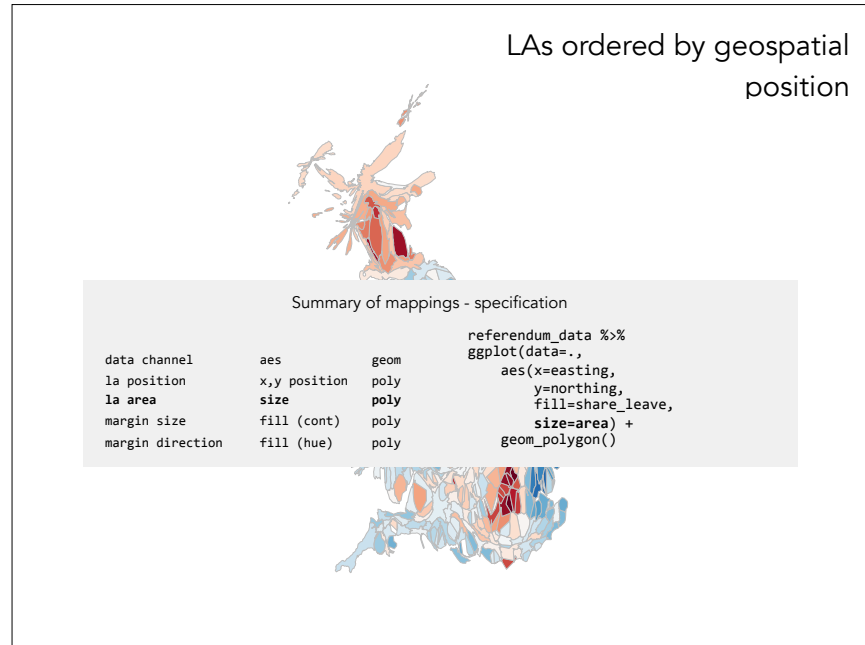 LAs ordered by geospatial
position
Summary of mappings - specification
data channel aes geom
la position x,y position poly
la area size poly
margin size fill (cont) poly
margin direction fill (hue) poly
referendum_data %>%
ggplot(data=.,
aes(x=easting,
y=northing,
fill=share_leave,
size=area) +
geom_polygon()